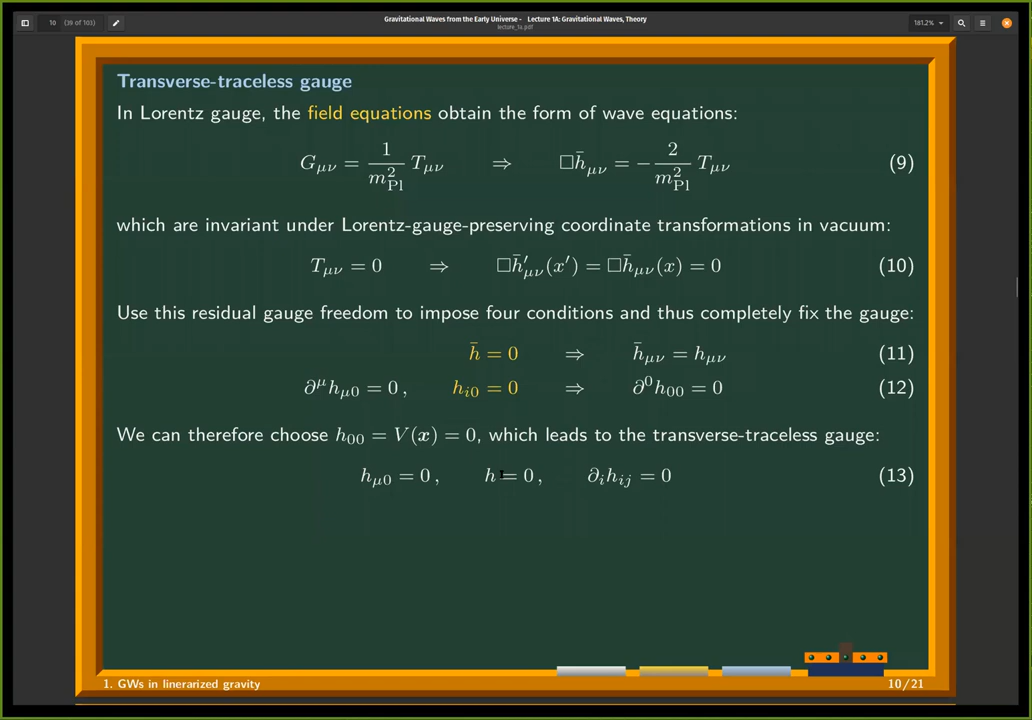 10 (39 of 103)
Gravitational Waves from the Early Universe - Lecture 1A: Gravitational Waves, Theory
lecture_1a.pdf
181.2%
Transverse-traceless gauge
In Lorentz gauge, the field equations obtain the form of wave equations:
G_{μν} = \frac{1}{m_{Pl}^2} T_{μν} ⇒ □\bar{h}_{μν} = -\frac{2}{m_{Pl}^2} T_{μν} (9)
which are invariant under Lorentz-gauge-preserving coordinate transformations in vacuum:
T_{μν} = 0 ⇒ □\bar{h}'_{μν}(x') = □\bar{h}_{μν}(x) = 0 (10)
Use this residual gauge freedom to impose four conditions and thus completely fix the gauge:
\bar{h} = 0 ⇒ \bar{h}_{μν} = h_{μν} (11)
∂^μ h_{μ0} = 0 , h_{i0} = 0 ⇒ ∂^0 h_{00} = 0 (12)
We can therefore choose h_{00} = V(x) = 0, which leads to the transverse-traceless gauge:
h_{μ0} = 0 , h = 0 , ∂_i h_{ij} = 0 (13)
1. GWs in linerarized gravity 10/21